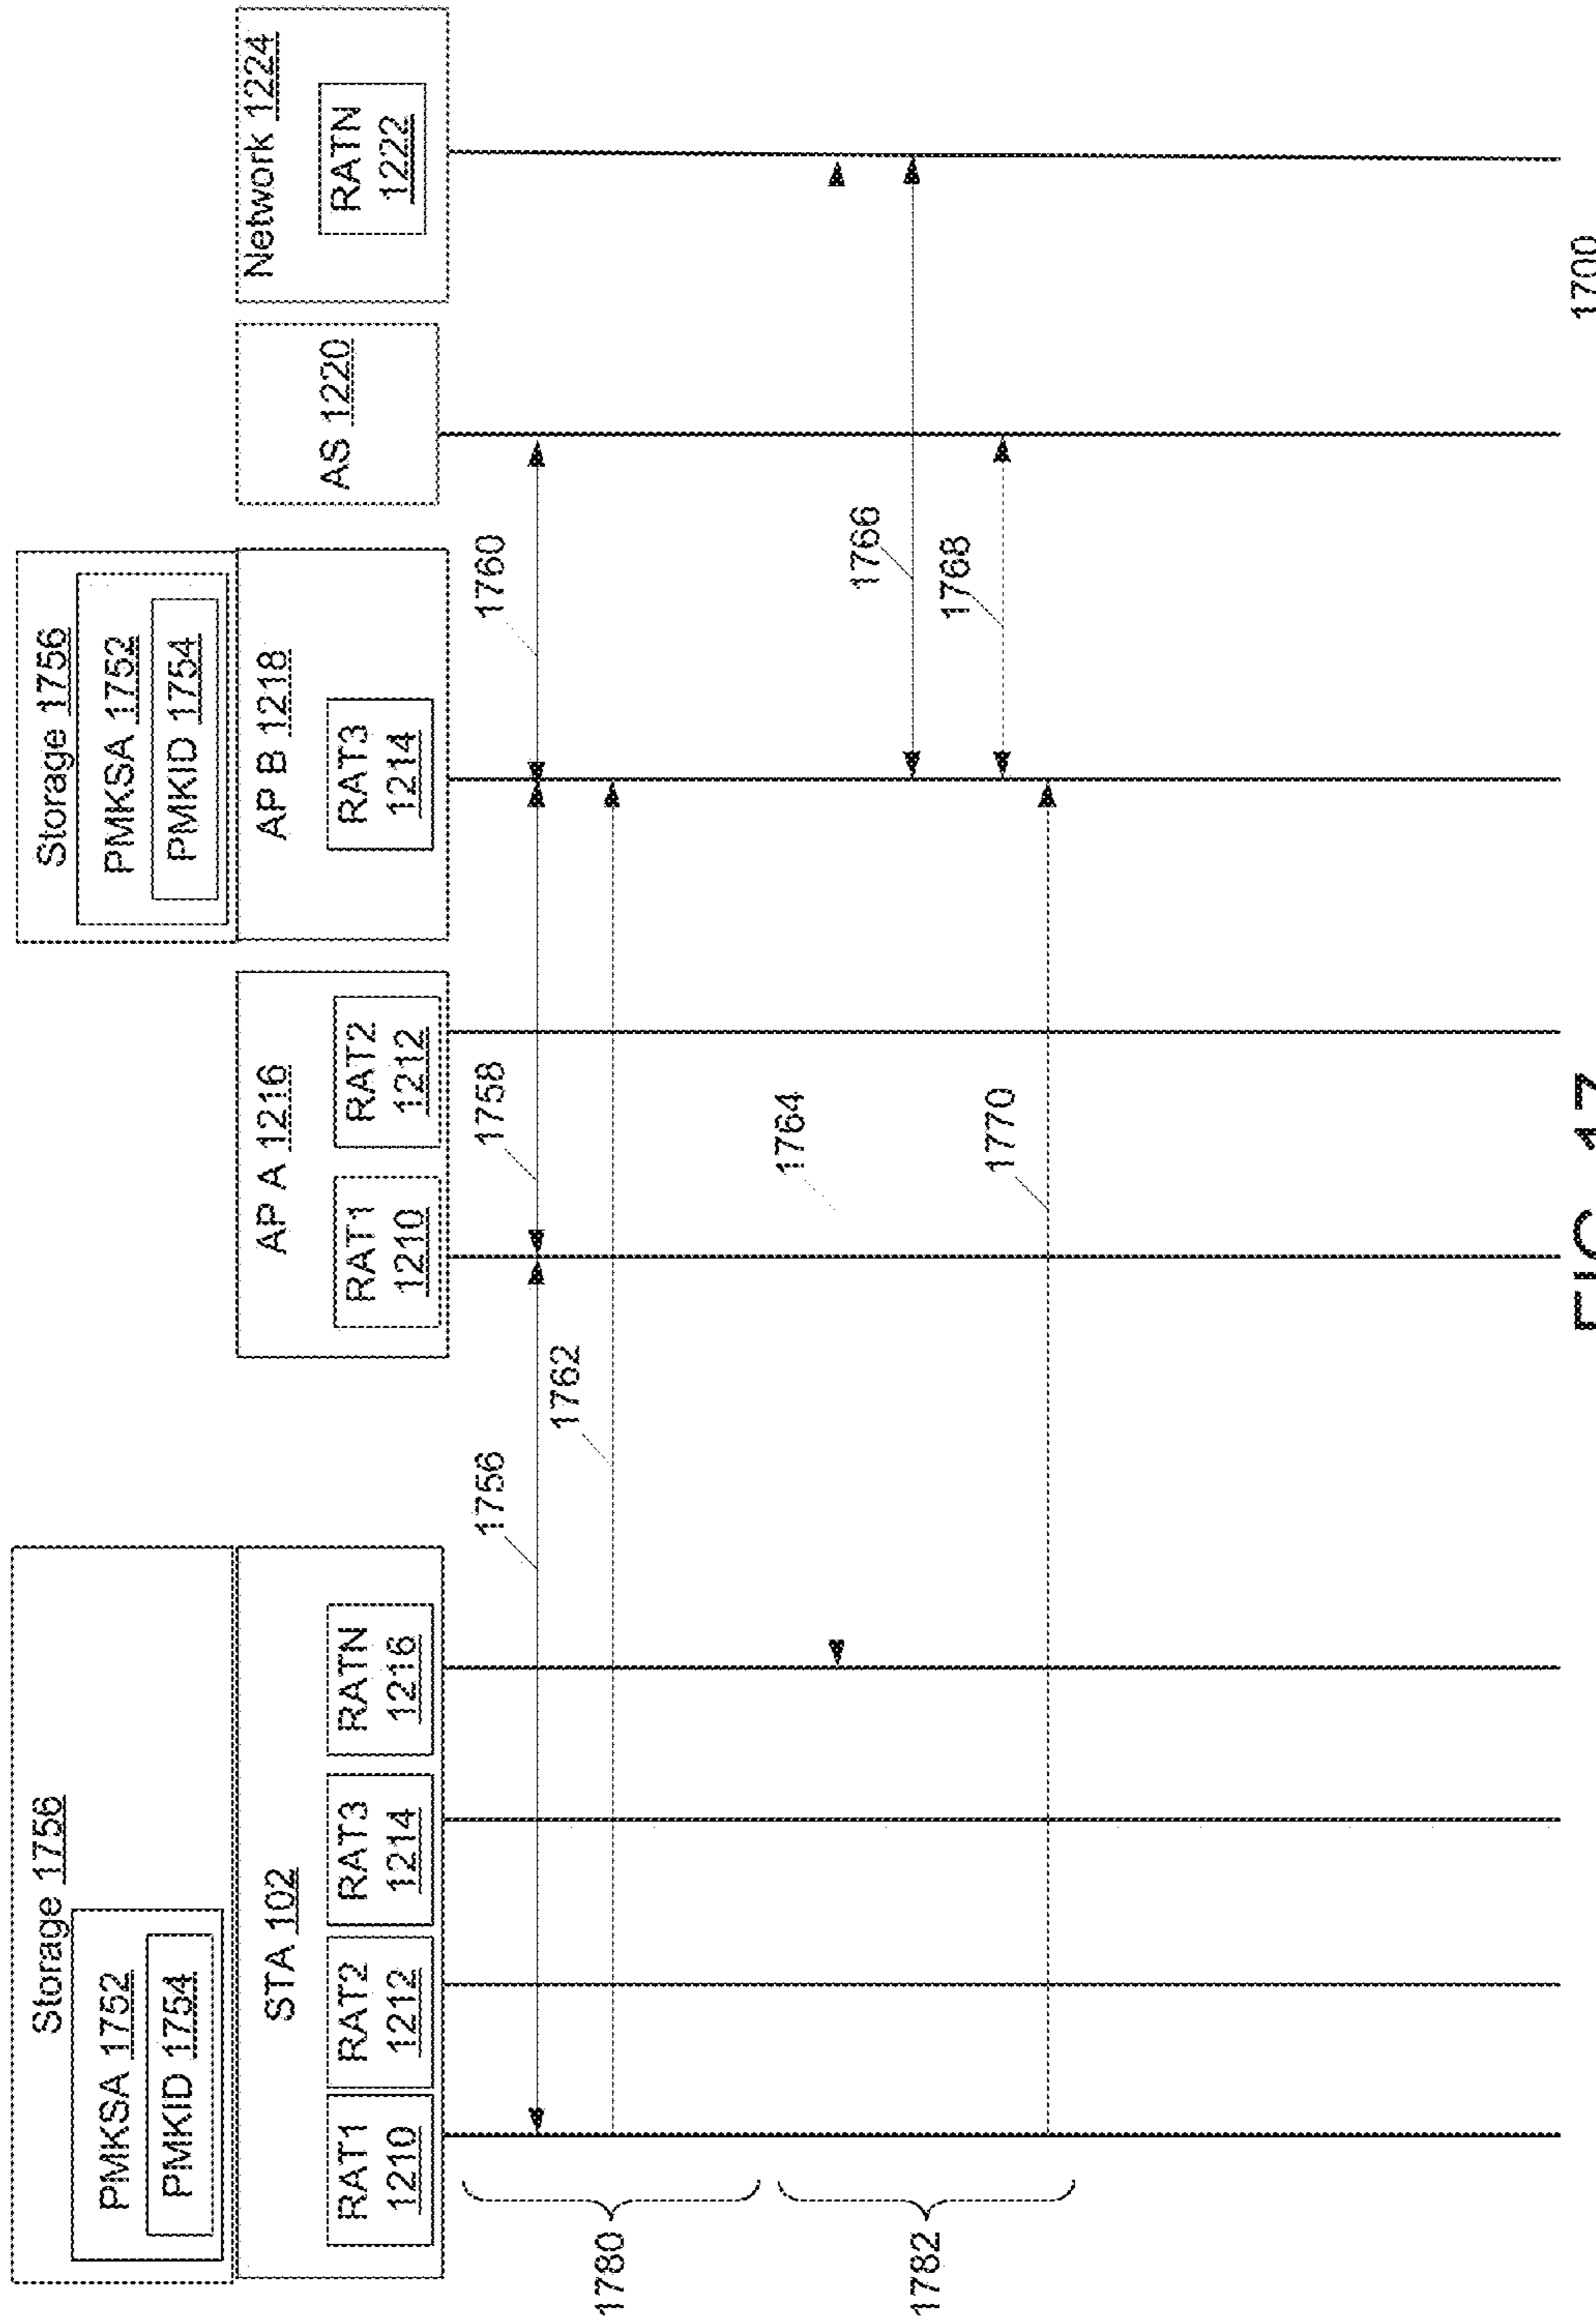 Storage 1756
PMKSA 1752
PMKID 1754
STA 102
RAT1
1210
RAT2
1212
RAT3
1214
RATN
1216
AP A 1216
RAT1
1210
RAT2
1212
Storage 1756
PMKSA 1752
PMKID 1754
AP B 1218
RAT3
1214
AS 1220
Network 1224
RATN
1222
1780
1756
1758
1760
1762
1782
1764
1766
1768
1770
1700
FIG. 17